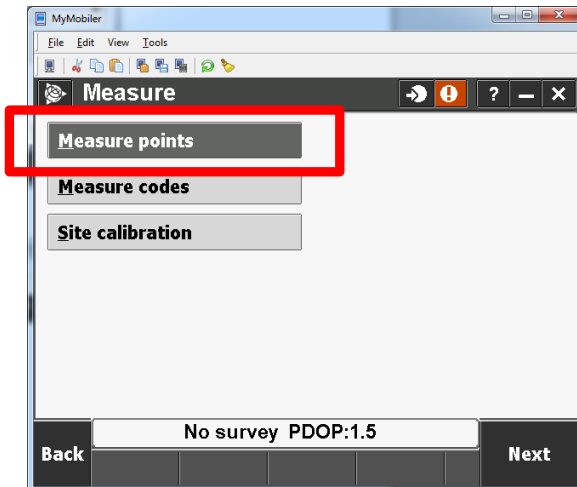 MyMobiler
File Edit View Tools
Measure ? – X
Measure points
Measure codes
Site calibration
No survey PDOP:1.5
Back Next